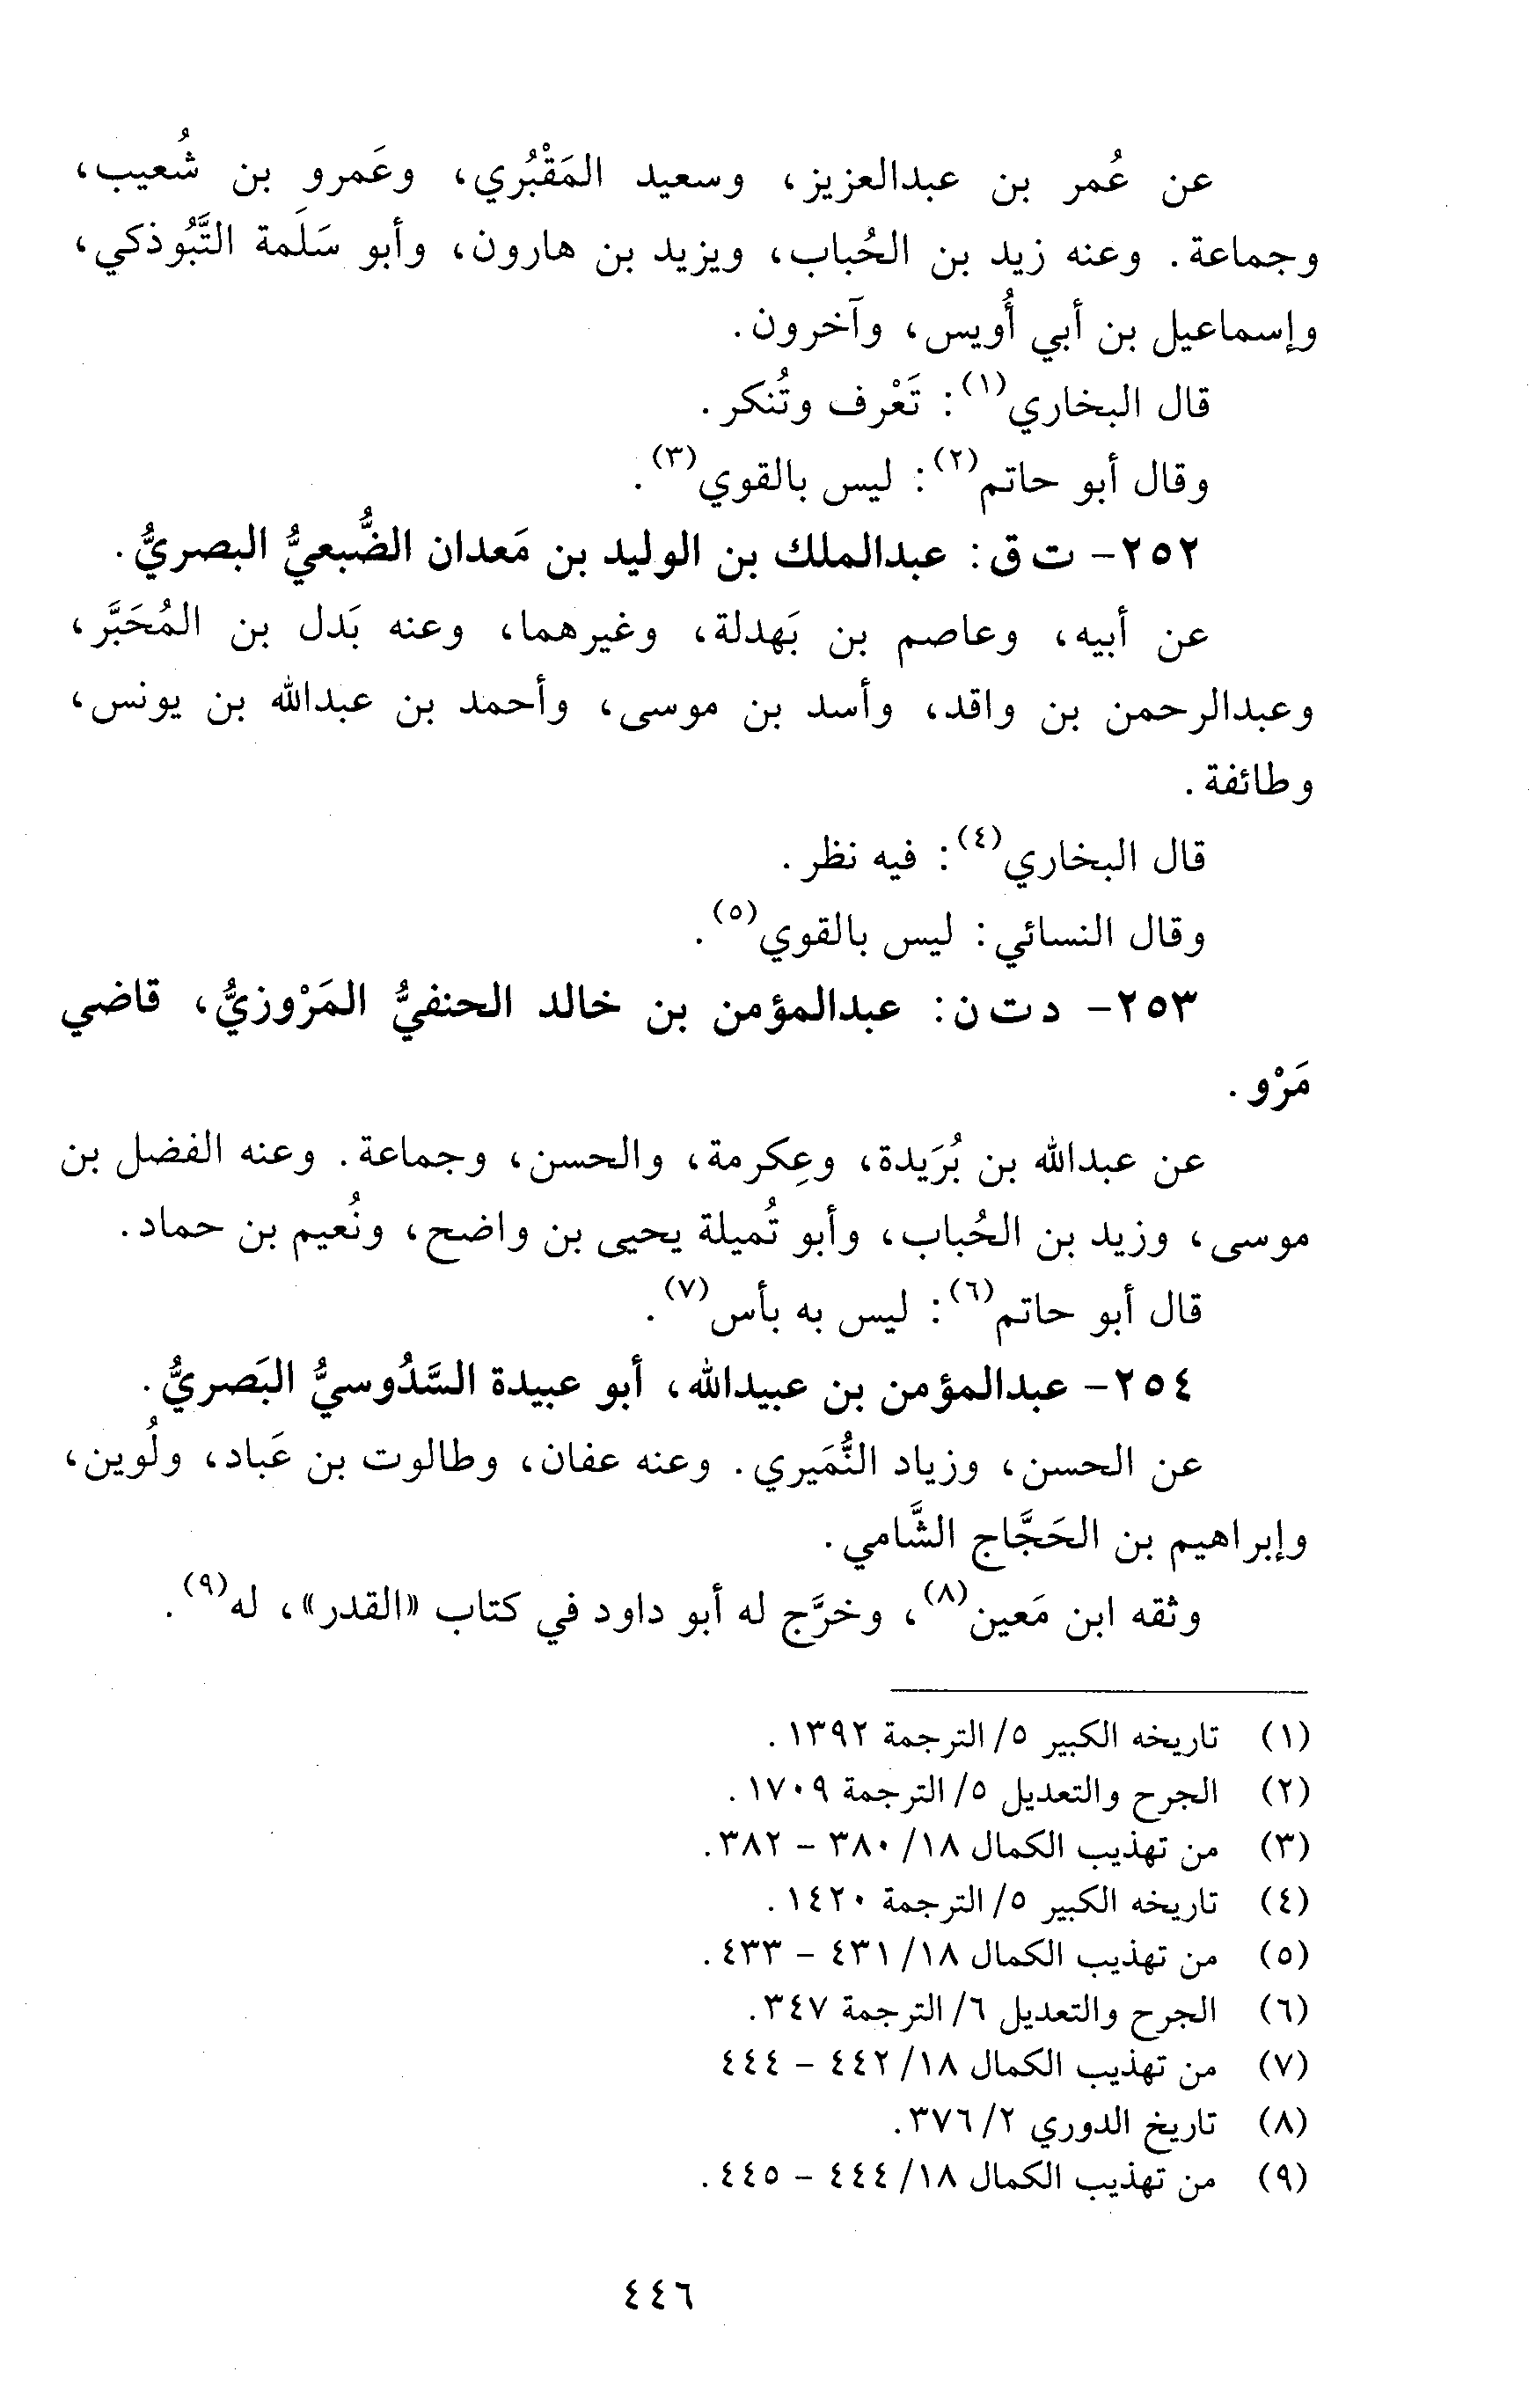 عن عُمر بن عبدالعزيز، وسعيد المَقْبُري، وعَمرو بن شُعيب،
وجماعة. وعنه زيد بن الحُباب، ويزيد بن هارون، وأبو سَلَمة التَّبُوذكي،
وإسماعيل بن أبي أُويس، وآخرون.
قال البخاري(١): تَعْرف وتُنكر.
وقال أبو حاتم(٢): ليس بالقوي(٣).
٢٥٢- ت ق: عبدالملك بن الوليد بن مَعدان الضُّبعيُّ البصريُّ.
عن أبيه، وعاصم بن بَهدلة، وغيرهما، وعنه بَدل بن المُحَبَّر،
وعبدالرحمن بن واقد، وأسد بن موسى، وأحمد بن عبدالله بن يونس،
وطائفة.
قال البخاري(٤): فيه نظر.
وقال النسائي: ليس بالقوي(٥).
٢٥٣- د ت ن: عبدالمؤمن بن خالد الحنفيُّ المَرْوزيُّ، قاضي
مَرْو.
عن عبدالله بن بُرَيدة، وعِكرمة، والحسن، وجماعة. وعنه الفضل بن
موسى، وزيد بن الحُباب، وأبو تُميلة يحيى بن واضح، ونُعيم بن حماد.
قال أبو حاتم(٦): ليس به بأس(٧).
٢٥٤- عبدالمؤمن بن عبيدالله، أبو عبيدة السَّدُوسيُّ البَصريُّ.
عن الحسن، وزياد النُّمَيري. وعنه عفان، وطالوت بن عَباد، ولُوين،
وإبراهيم بن الحَجَّاج الشَّامي.
وثقه ابن مَعين(٨)، وخرَّج له أبو داود في كتاب «القدر»، له(٩).
(١) تاريخه الكبير ٥/ الترجمة ١٣٩٢.
(٢) الجرح والتعديل ٥/ الترجمة ١٧٠٩.
(٣) من تهذيب الكمال ١٨/ ٣٨٠ - ٣٨٢.
(٤) تاريخه الكبير ٥/ الترجمة ١٤٢٠.
(٥) من تهذيب الكمال ١٨/ ٤٣١ - ٤٣٣.
(٦) الجرح والتعديل ٦/ الترجمة ٣٤٧.
(٧) من تهذيب الكمال ١٨/ ٤٤٢ - ٤٤٤
(٨) تاريخ الدوري ٢/ ٣٧٦.
(٩) من تهذيب الكمال ١٨/ ٤٤٤ - ٤٤٥.
٤٤٦